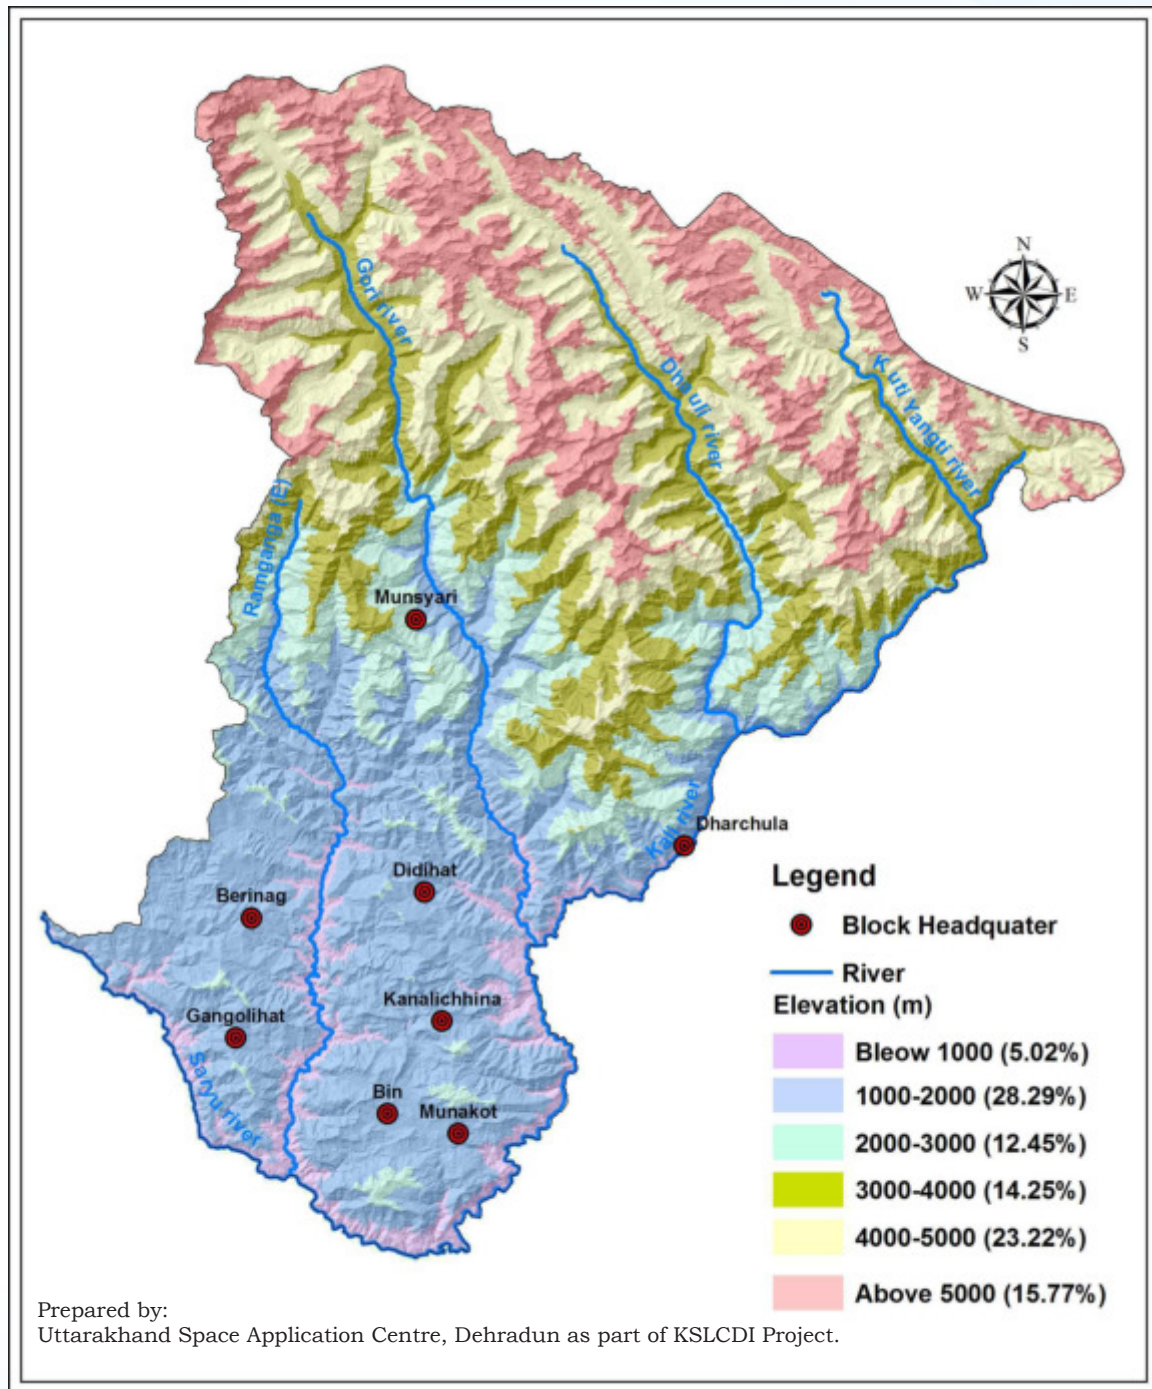 N
W E
S
Gori river
Dhauli river
Kuti Yangti river
Ramganga (E)
Munsyari
Kali river
Dharchula
Didihat
Berinag
Kanalichhina
Gangolihat
Saryu river
Bin
Munakot
Legend
Block Headquater
River
Elevation (m)
Bleow 1000 (5.02%)
1000-2000 (28.29%)
2000-3000 (12.45%)
3000-4000 (14.25%)
4000-5000 (23.22%)
Above 5000 (15.77%)
Prepared by:
Uttarakhand Space Application Centre, Dehradun as part of KSLCDI Project.